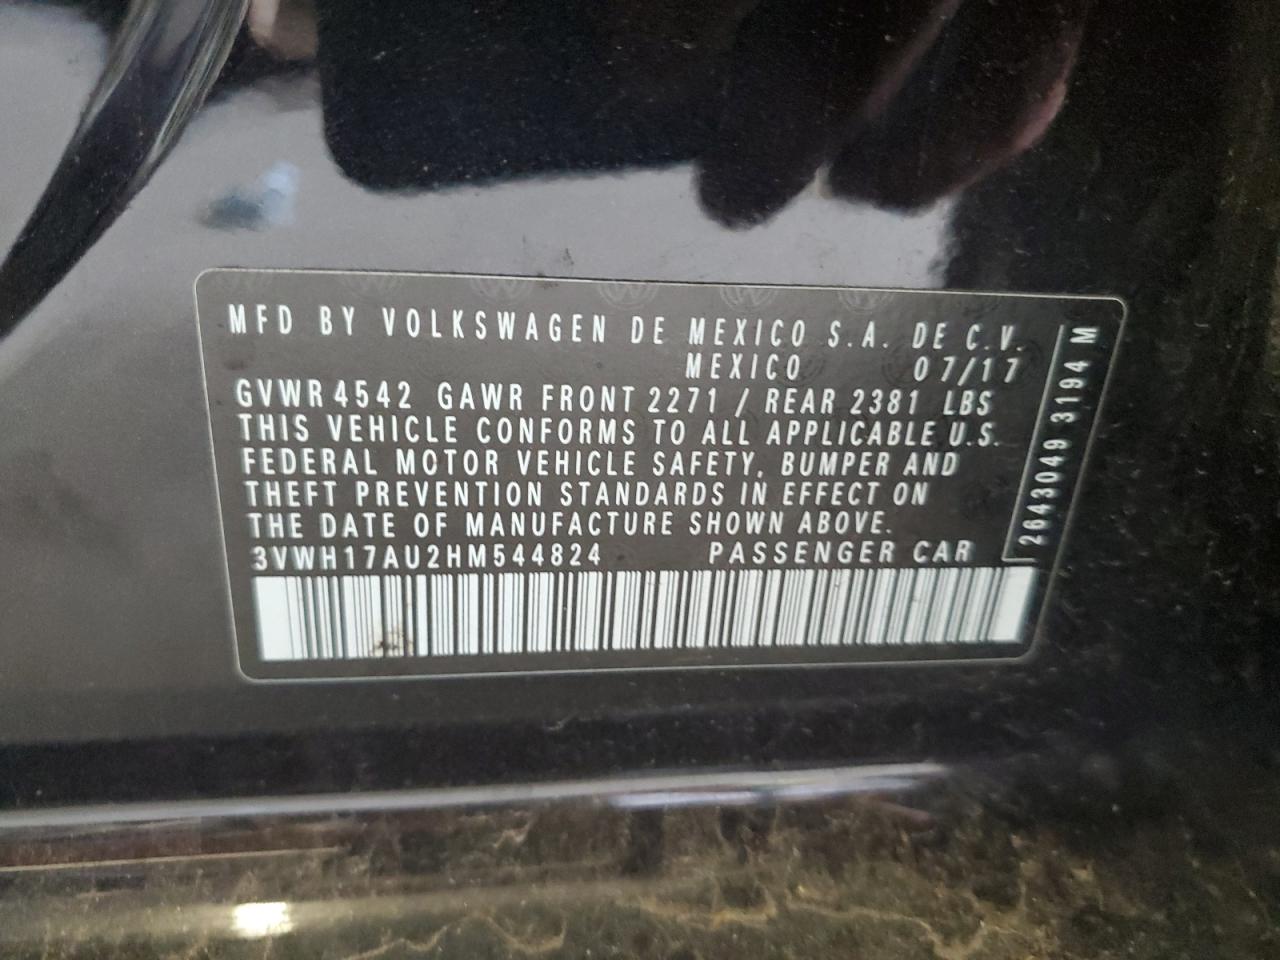 MFD BY VOLKSWAGEN DE MEXICO S.A. DE C.V.
MEXICO 07/17
GVWR 4542 GAWR FRONT 2271 / REAR 2381 LBS
THIS VEHICLE CONFORMS TO ALL APPLICABLE U.S.
FEDERAL MOTOR VEHICLE SAFETY, BUMPER AND
THEFT PREVENTION STANDARDS IN EFFECT ON
THE DATE OF MANUFACTURE SHOWN ABOVE.
3VWH17AU2HM544824 PASSENGER CAR
2643049 3194 M